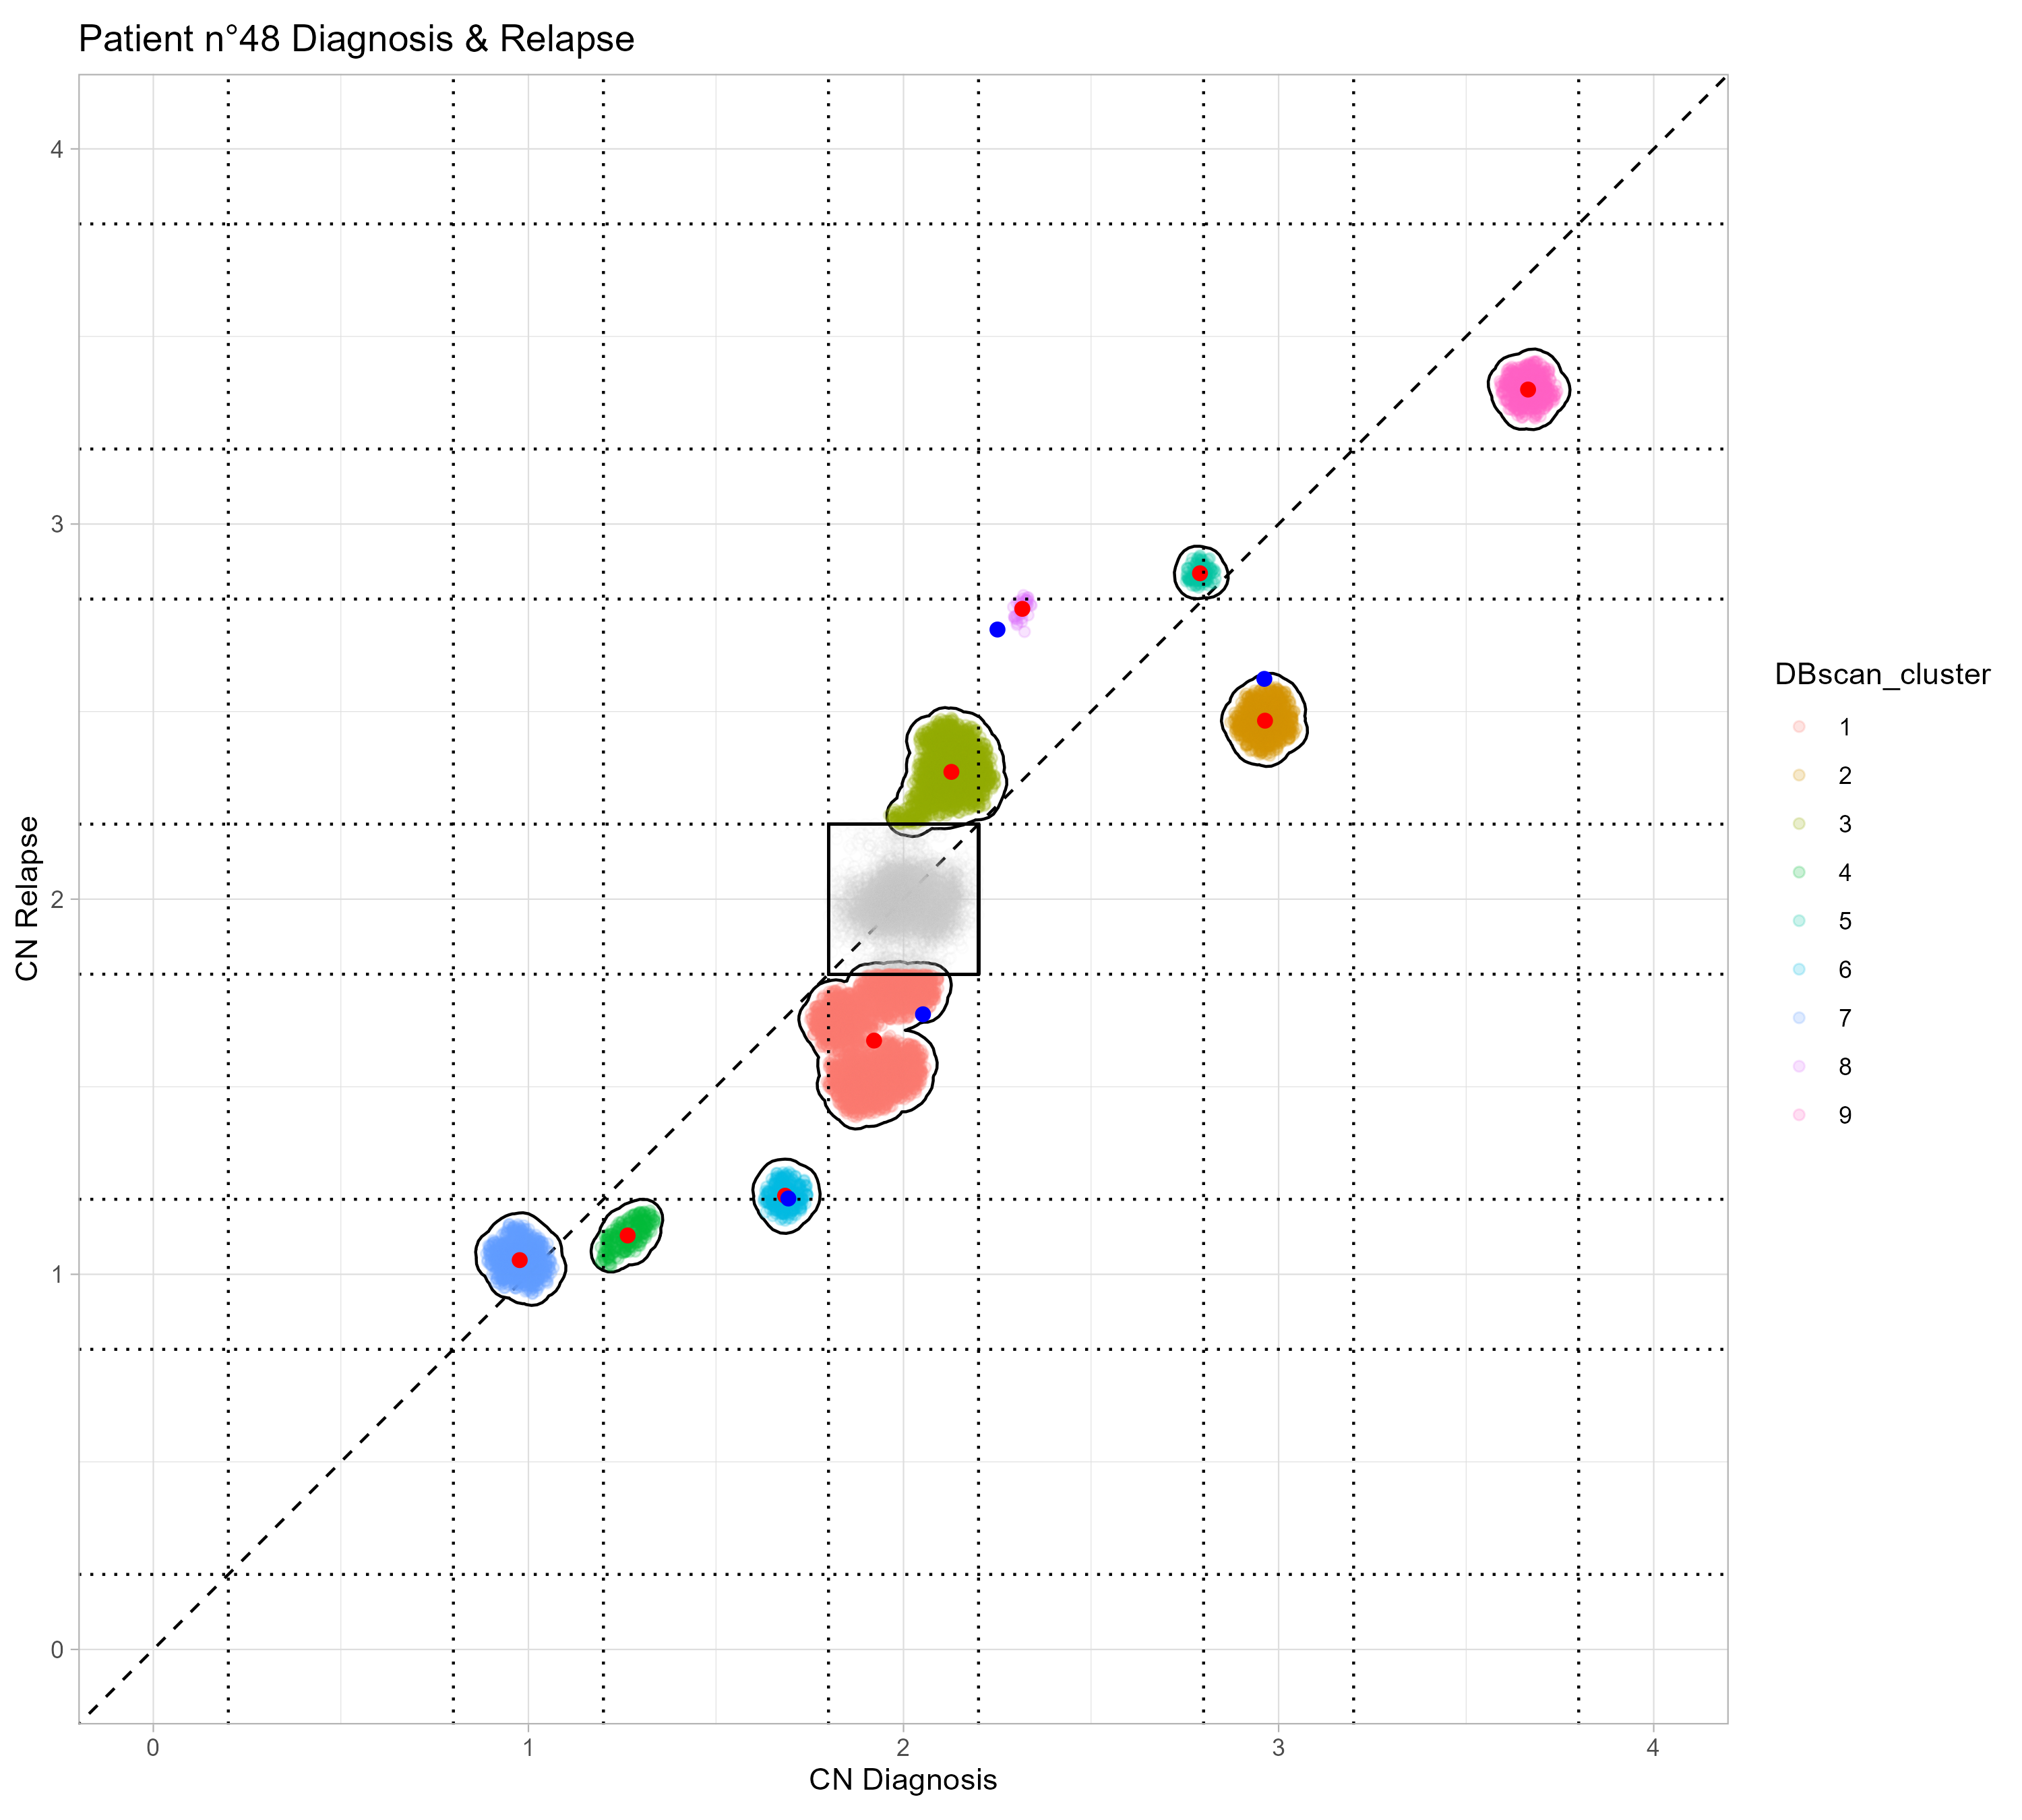 Patient n°48 Diagnosis & Relapse
4
3
2
1
0
CN Relapse
0 1 2 3 4
CN Diagnosis
DBscan_cluster
1
2
3
4
5
6
7
8
9